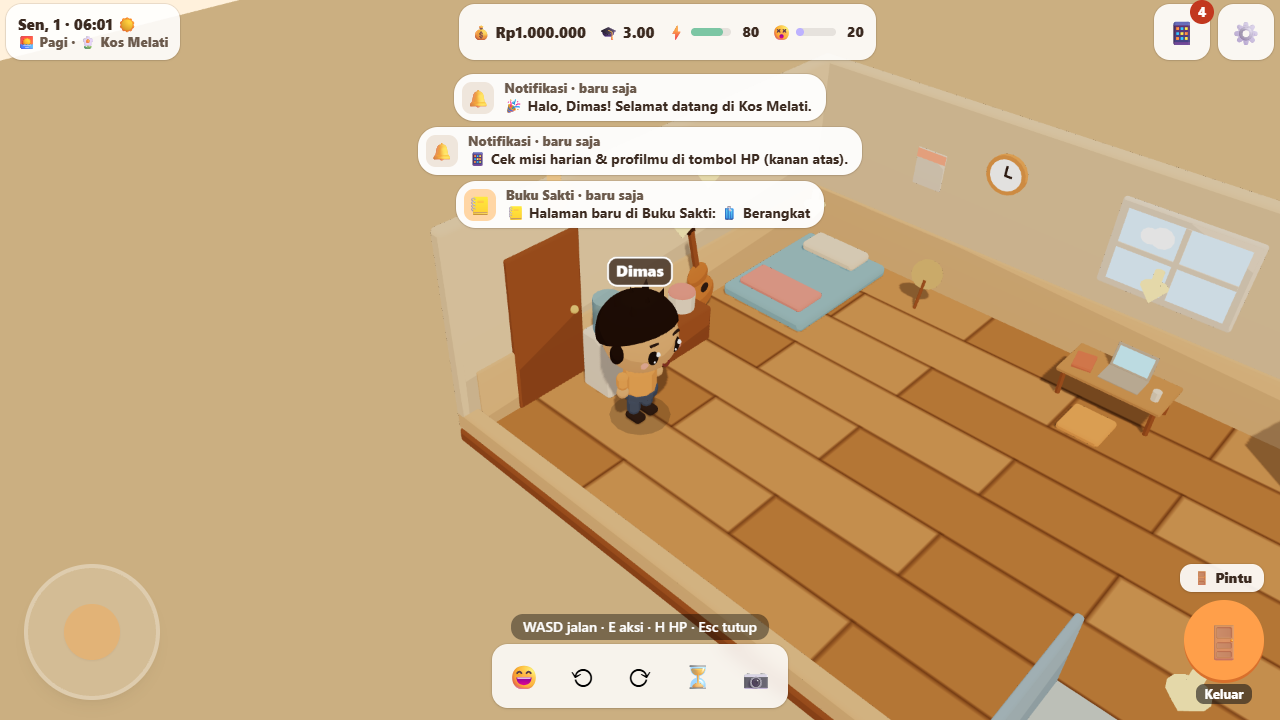 Sen, 1 · 06:01
Pagi · Kos Melati
Rp1.000.000
3.00
80
20
4
Notifikasi · baru saja
Halo, Dimas! Selamat datang di Kos Melati.
Notifikasi · baru saja
Cek misi harian & profilmu di tombol HP (kanan atas).
Buku Sakti · baru saja
Halaman baru di Buku Sakti: Berangkat
Dimas
Pintu
WASD jalan · E aksi · H HP · Esc tutup
Keluar